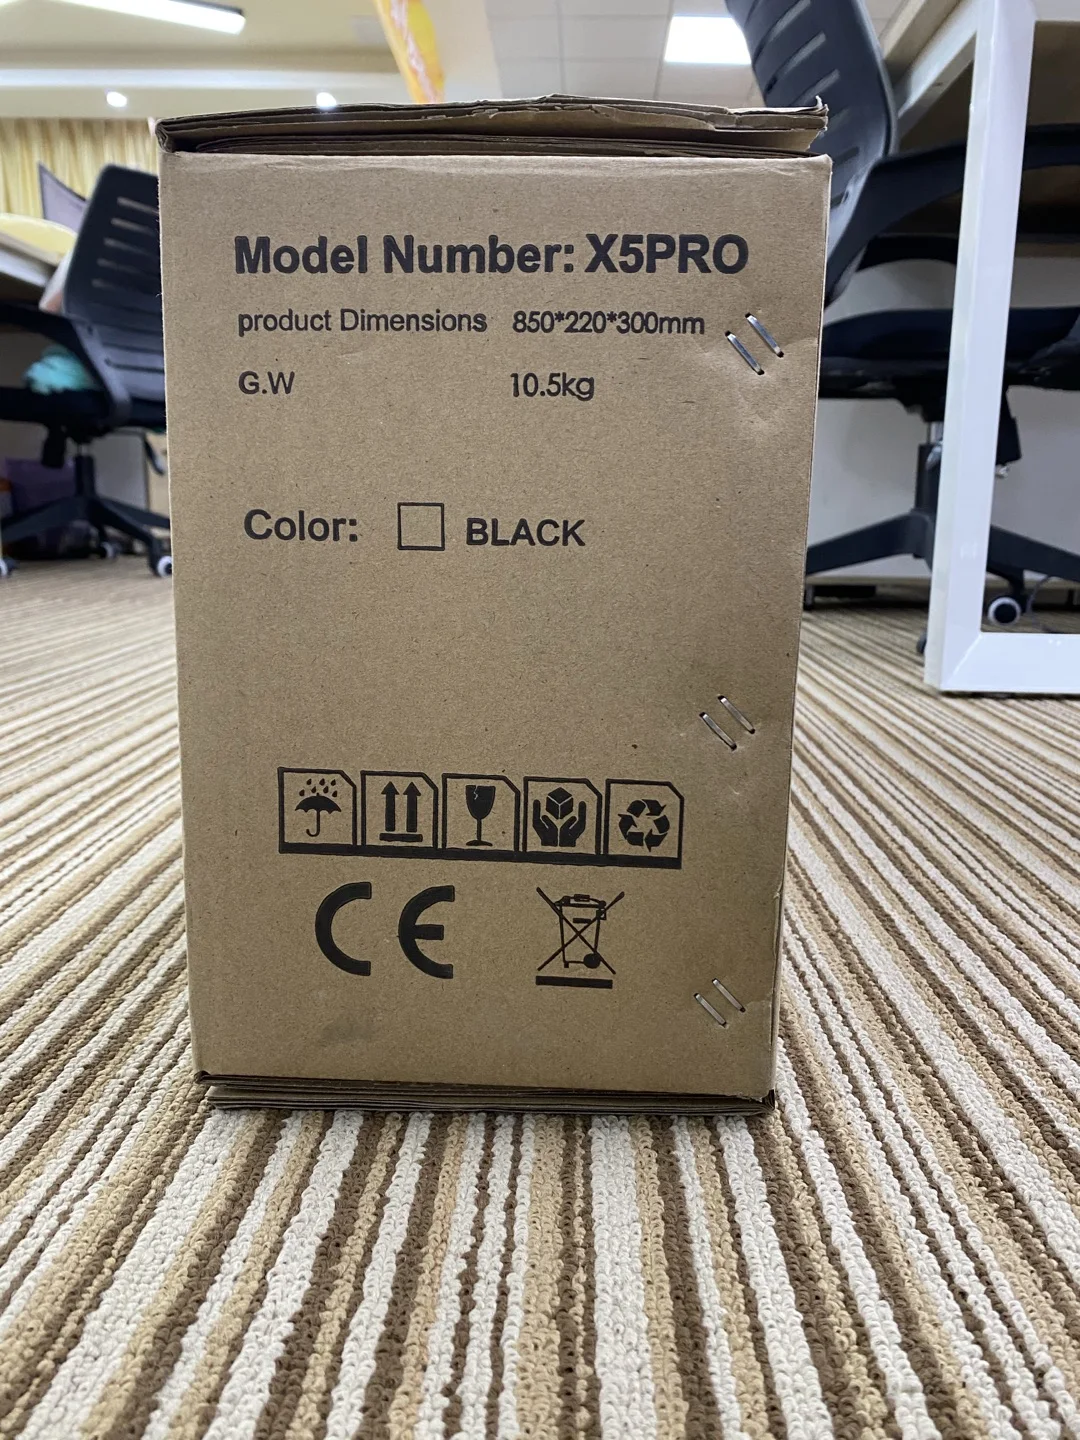 Model Number: X5PRO
product Dimensions 850*220*300mm
G.W 10.5kg
Color: BLACK
CE